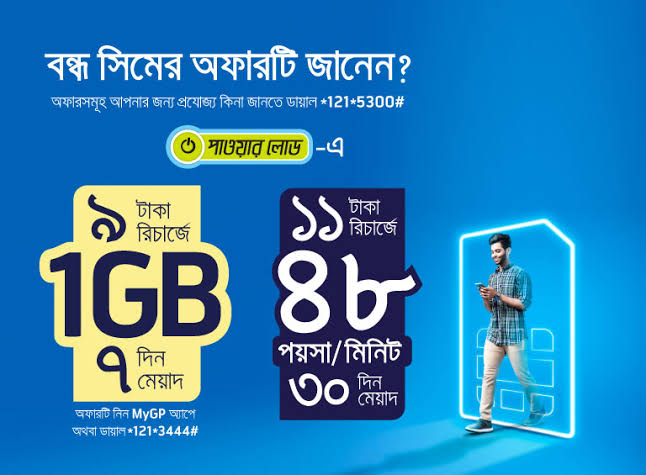 বন্ধ সিমের অফারটি জানেন?
অফারসমূহ আপনার জন্য প্রযোজ্য কিনা জানতে ডায়াল *121*5300#
পাওয়ার লোড -এ
৯ টাকা
রিচার্জে
1GB
৭ দিন
মেয়াদ
অফারটি নিন MyGP অ্যাপে
অথবা ডায়াল *121*3444#
১১ টাকা
রিচার্জে
৪৮
পয়সা/মিনিট
৩০ দিন
মেয়াদ